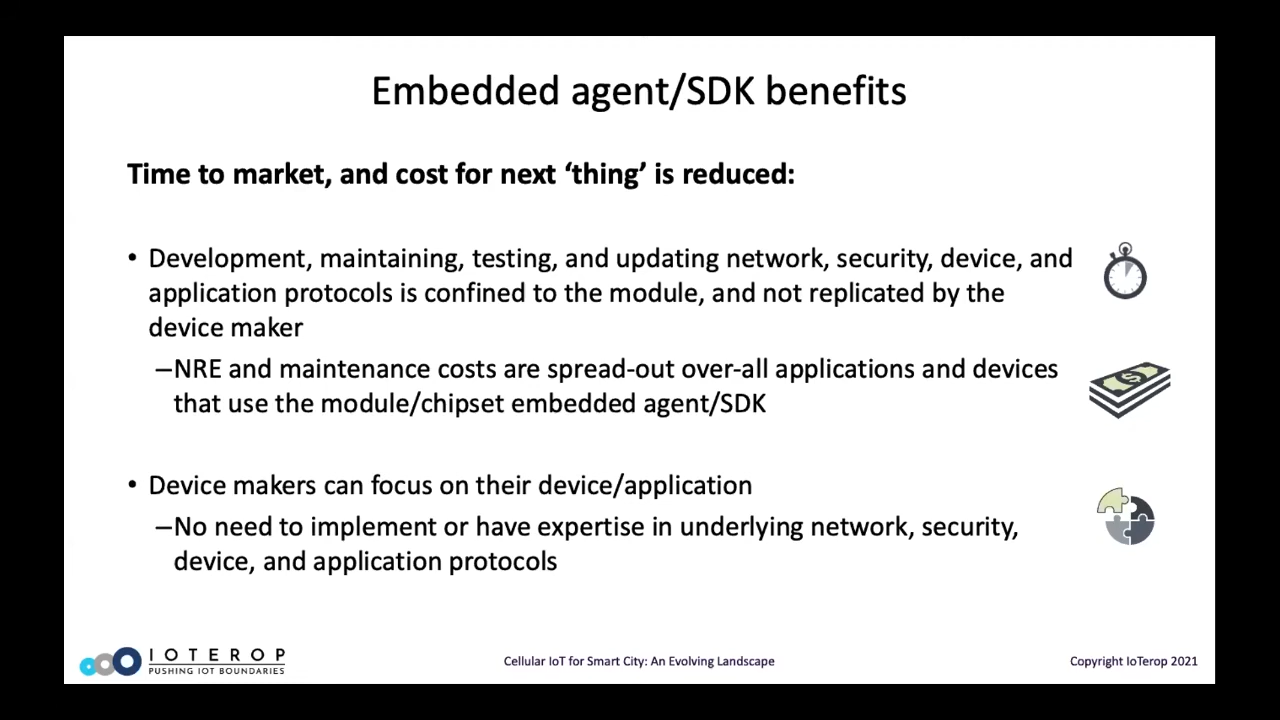 Embedded agent/SDK benefits
Time to market, and cost for next ‘thing’ is reduced:
• Development, maintaining, testing, and updating network, security, device, and
application protocols is confined to the module, and not replicated by the
device maker
–NRE and maintenance costs are spread-out over-all applications and devices
that use the module/chipset embedded agent/SDK
• Device makers can focus on their device/application
–No need to implement or have expertise in underlying network, security,
device, and application protocols
IOTEROP
PUSHING IOT BOUNDARIES
Cellular IoT for Smart City: An Evolving Landscape
Copyright IoTerop 2021